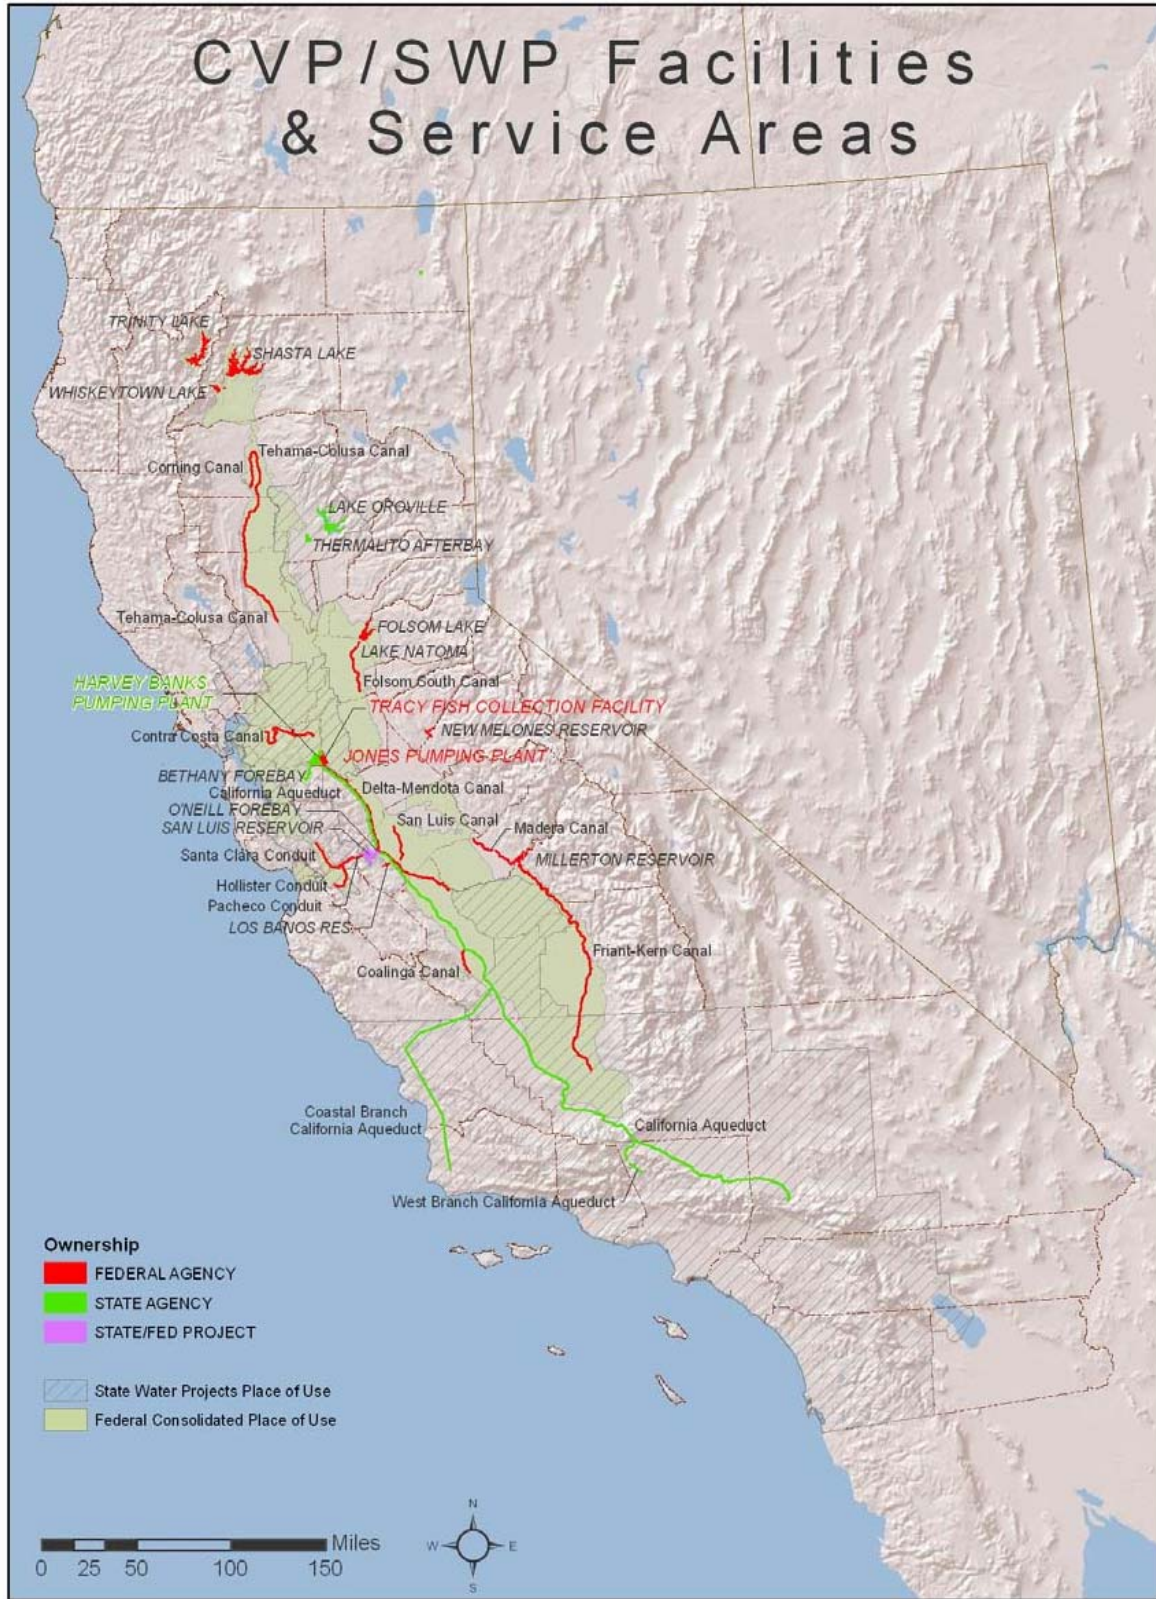 CVP/SWP Facilities
& Service Areas
TRINITY LAKE
SHASTA LAKE
WHISKEYTOWN LAKE
Tehama-Colusa Canal
Corning Canal
LAKE OROVILLE
THERMALITO AFTERBAY
Tehama-Colusa Canal
FOLSOM LAKE
LAKE NATOMA
HARVEY BANKS
PUMPING PLANT
Folsom South Canal
TRACY FISH COLLECTION FACILITY
NEW MELONES RESERVOIR
Contra Costa Canal
JONES PUMPING PLANT
BETHANY FOREBAY
Delta-Mendota Canal
California Aqueduct
O'NEILL FOREBAY
San Luis Canal
SAN LUIS RESERVOIR
Madera Canal
Santa Clara Conduit
MILLERTON RESERVOIR
Hollister Conduit
Pacheco Conduit
LOS BANOS RES.
Friant-Kern Canal
Coalinga Canal
Coastal Branch
California Aqueduct
California Aqueduct
West Branch California Aqueduct
Ownership
FEDERAL AGENCY
STATE AGENCY
STATE/FED PROJECT
State Water Projects Place of Use
Federal Consolidated Place of Use
N
Miles
W E
0 25 50 100 150
S